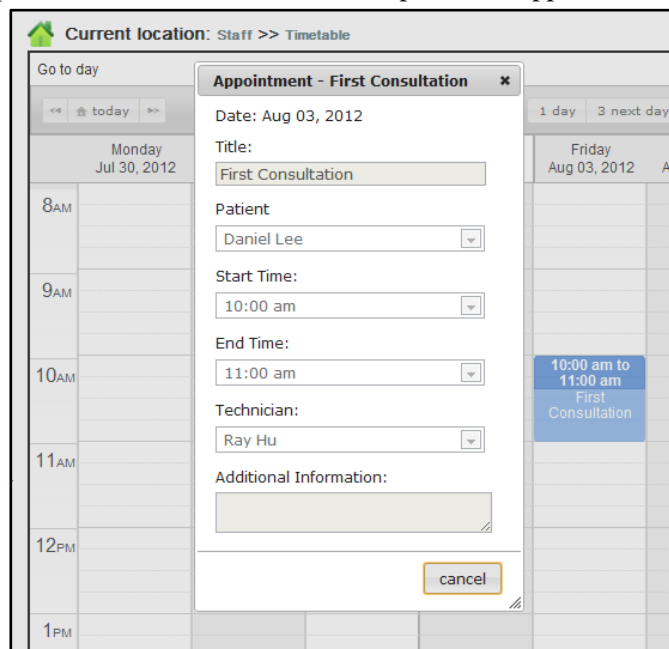 Current location: Staff >> Timetable
Go to day
today
Appointment - First Consultation
Date: Aug 03, 2012
Title:
First Consultation
Patient
Daniel Lee
Start Time:
10:00 am
End Time:
11:00 am
Technician:
Ray Hu
Additional Information:
cancel
1 day 3 next day
Monday
Jul 30, 2012
Friday
Aug 03, 2012
8AM
9AM
10AM
11AM
12PM
1PM
10:00 am to
11:00 am
First
Consultation